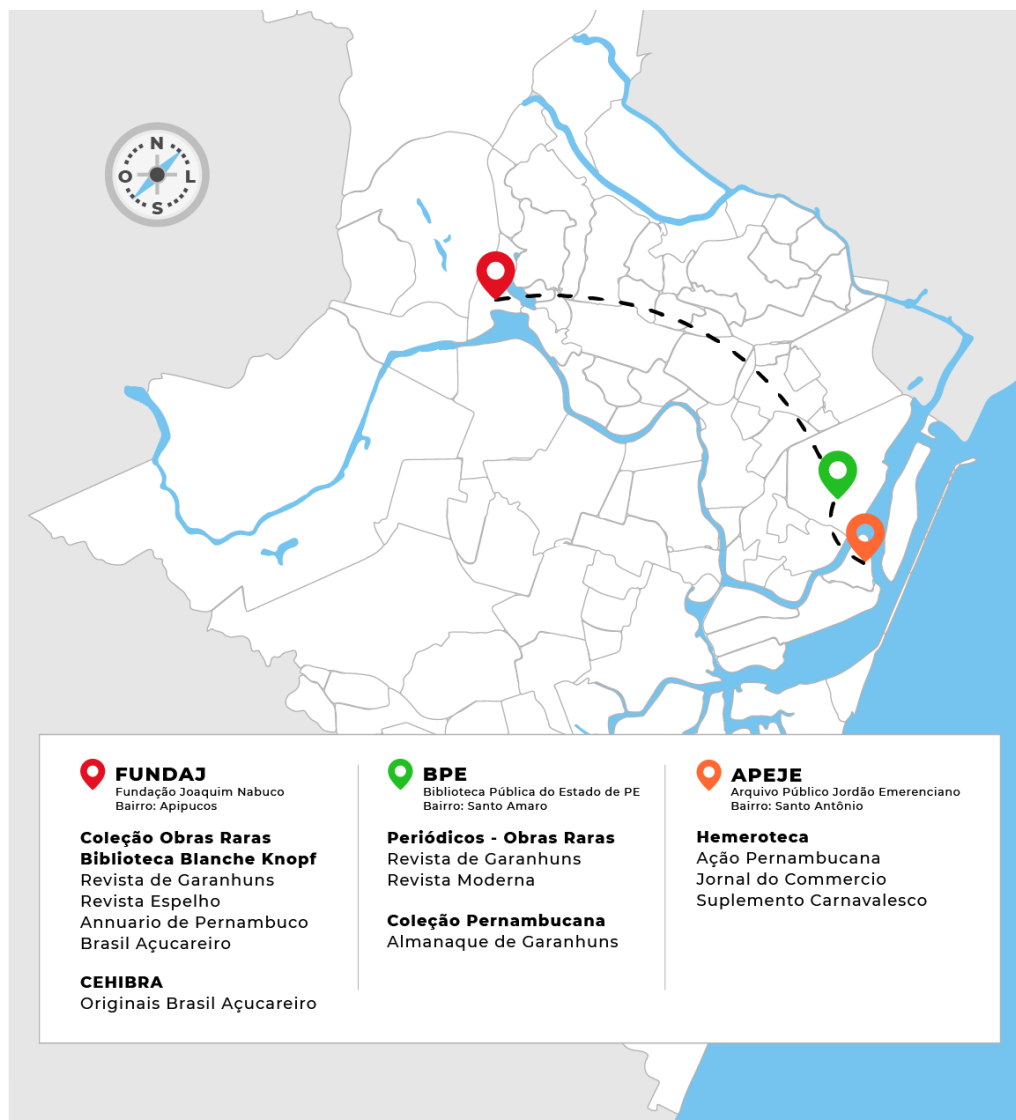 N
O
L
S
FUNDAJ
Fundação Joaquim Nabuco
Bairro: Apipucos
Coleção Obras Raras
Biblioteca Blanche Knopf
Revista de Garanhuns
Revista Espelho
Annuario de Pernambuco
Brasil Açucareiro
CEHIBRA
Originais Brasil Açucareiro
BPE
Biblioteca Pública do Estado de PE
Bairro: Santo Amaro
Periódicos - Obras Raras
Revista de Garanhuns
Revista Moderna
Coleção Pernambucana
Almanaque de Garanhuns
APEJE
Arquivo Público Jordão Emerenciano
Bairro: Santo Antônio
Hemeroteca
Ação Pernambucana
Jornal do Commercio
Suplemento Carnavalesco